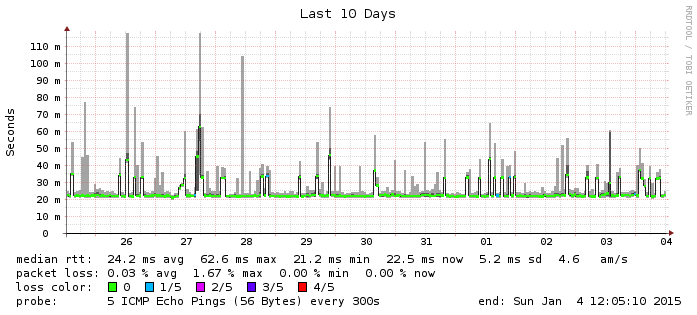 Last 10 Days
RRDTOOL / TOBI OETIKER
Seconds
110 m
100 m
90 m
80 m
70 m
60 m
50 m
40 m
30 m
20 m
10 m
0
26 27 28 29 30 31 01 02 03 04
median rtt: 24.2 ms avg 62.6 ms max 21.2 ms min 22.5 ms now 5.2 ms sd 4.6 am/s
packet loss: 0.03 % avg 1.67 % max 0.00 % min 0.00 % now
loss color: 0 1/5 2/5 3/5 4/5
probe: 5 ICMP Echo Pings (56 Bytes) every 300s end: Sun Jan 4 12:05:10 2015